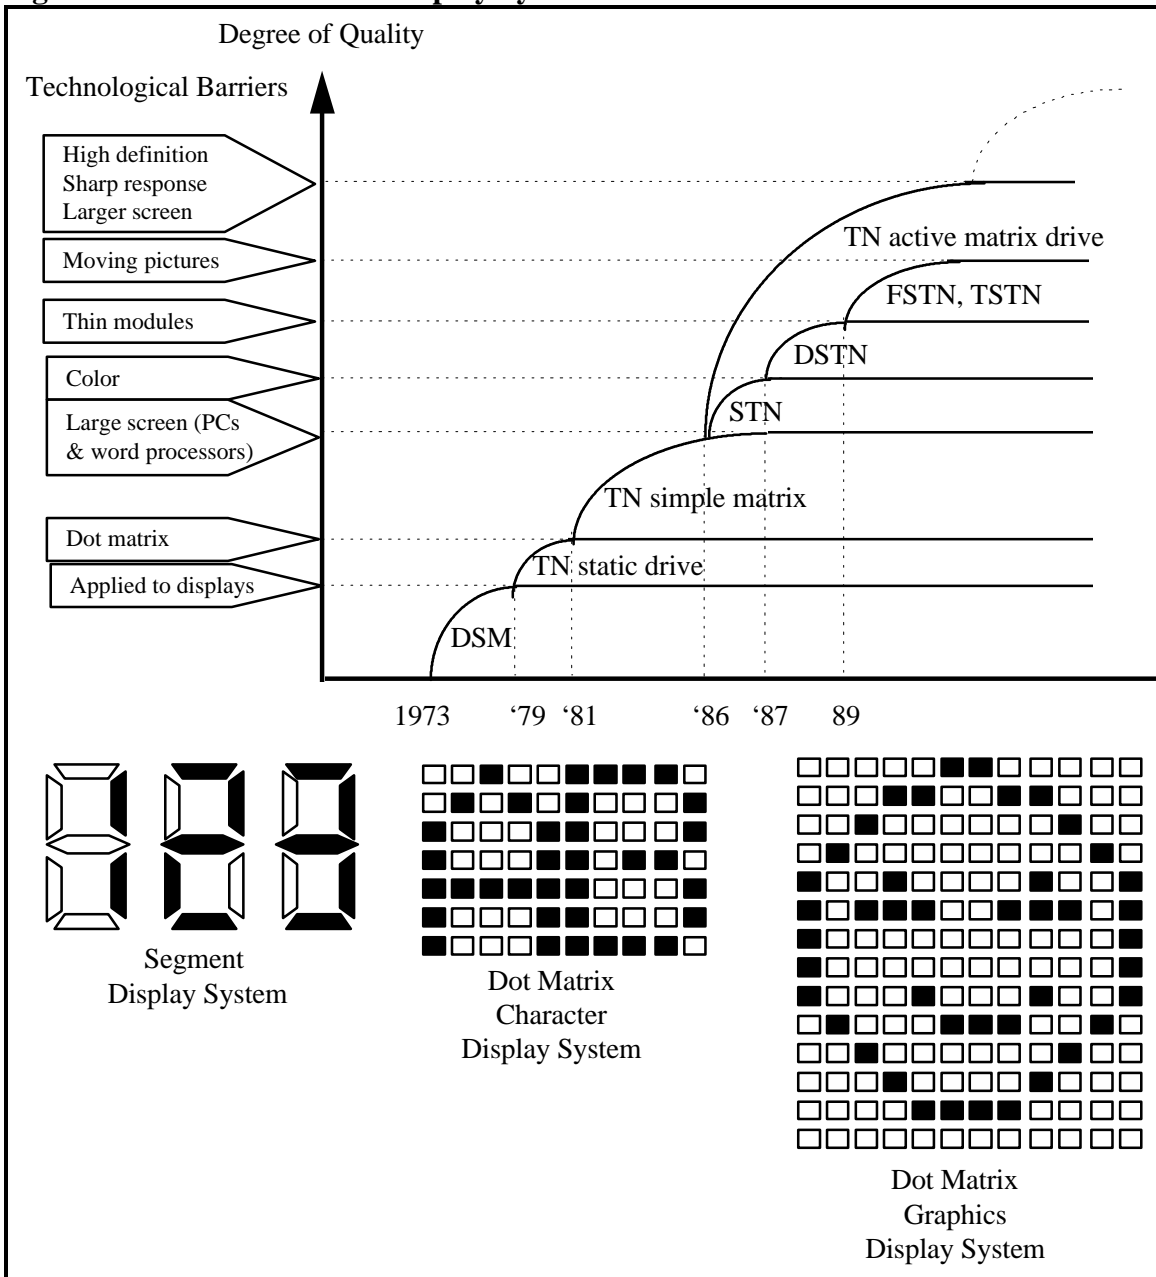 Degree of Quality
Technological Barriers
High definition
Sharp response
Larger screen
Moving pictures
Thin modules
Color
Large screen (PCs
& word processors)
Dot matrix
Applied to displays
TN active matrix drive
FSTN, TSTN
DSTN
STN
TN simple matrix
TN static drive
DSM
1973 ‘79 ‘81 ‘86 ‘87 89
Segment
Display System
Dot Matrix
Character
Display System
Dot Matrix
Graphics
Display System